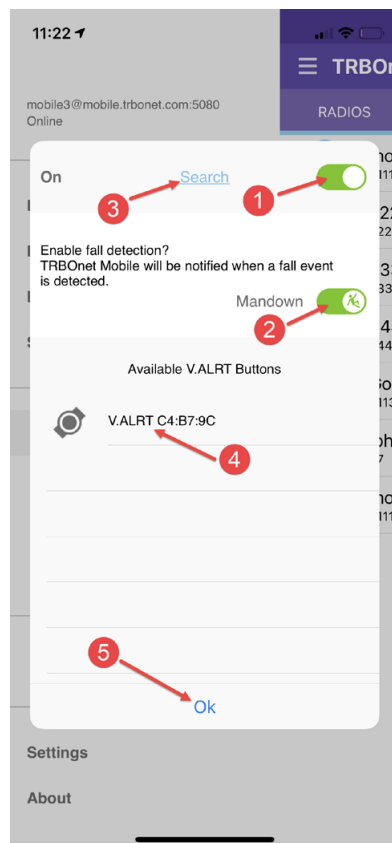 11:22
TRBOn
mobile3@mobile.trbonet.com:5080
Online
RADIOS
On
Search
1
3
Enable fall detection?
TRBOnet Mobile will be notified when a fall event
is detected.
Mandown
2
Available V.ALRT Buttons
V.ALRT C4:B7:9C
4
5
Ok
Settings
About